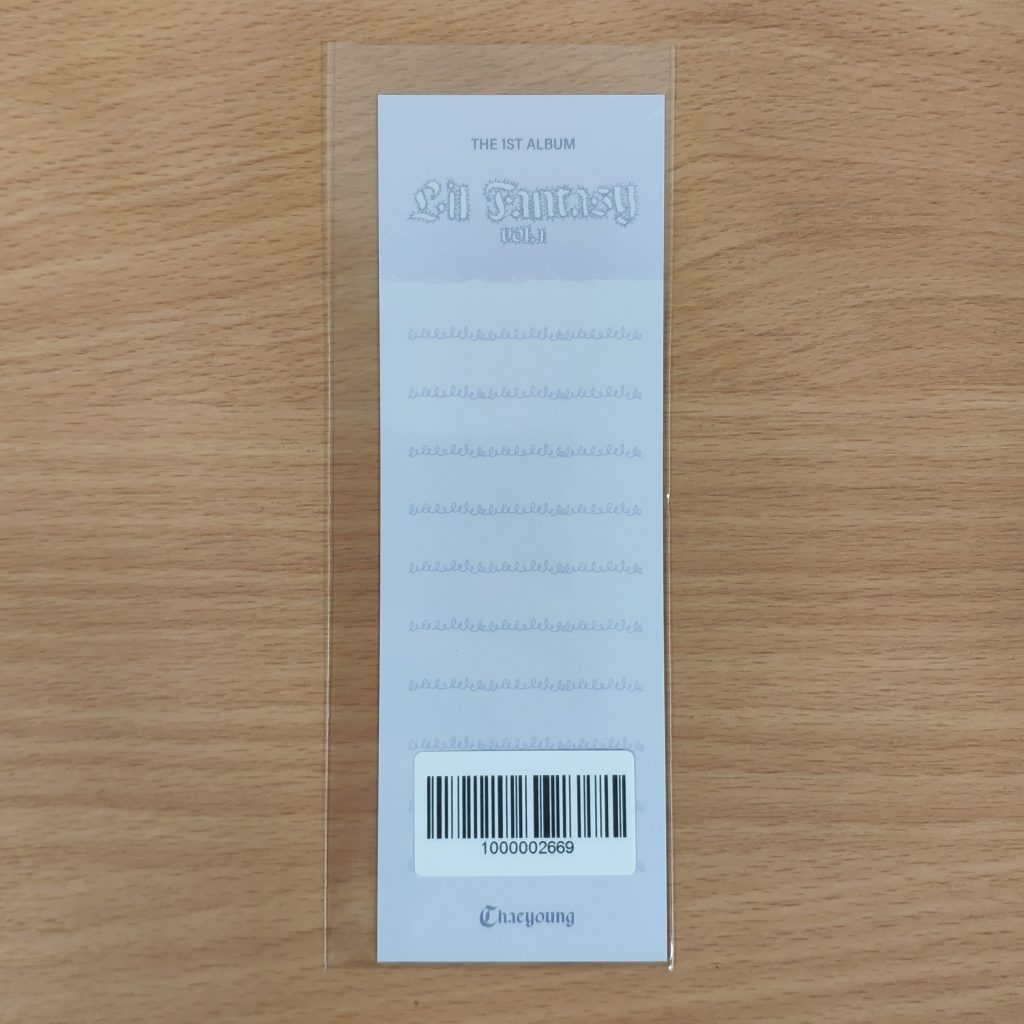 THE 1ST ALBUM
Lil Fantasy
vol.1
1000002669
Chaeyoung